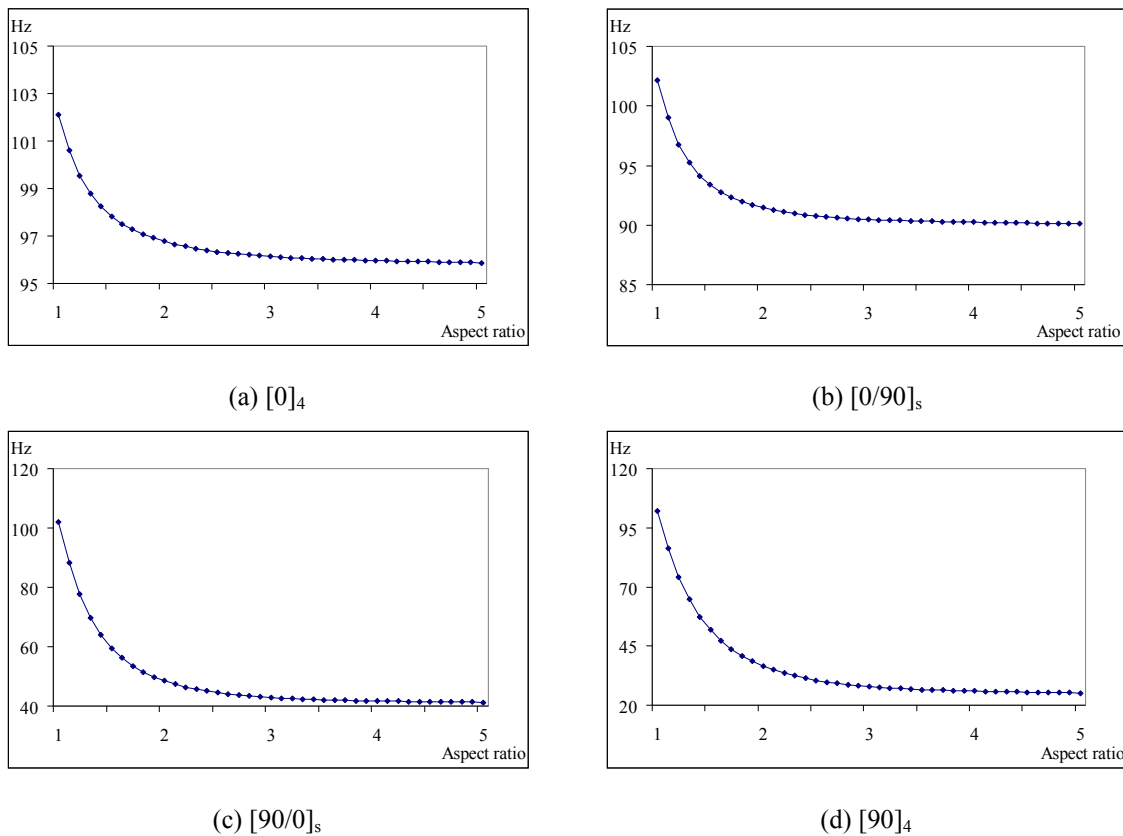 Hz
105
103
101
99
97
95
1 2 3 4 5
Aspect ratio
(a) [0]₄
Hz
105
100
95
90
85
1 2 3 4 5
Aspect ratio
(b) [0/90]ₛ
Hz
120
100
80
60
40
1 2 3 4 5
Aspect ratio
(c) [90/0]ₛ
Hz
120
95
70
45
20
1 2 3 4 5
Aspect ratio
(d) [90]₄